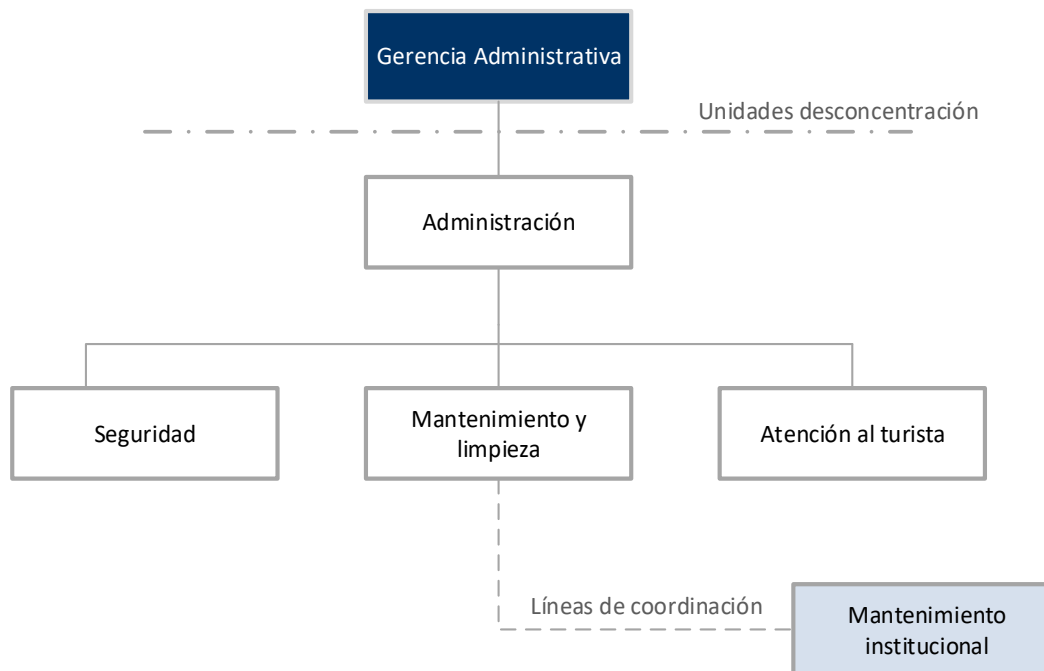 Gerencia Administrativa
Unidades desconcentración
Administración
Seguridad
Mantenimiento y
limpieza
Atención al turista
Líneas de coordinación
Mantenimiento
institucional